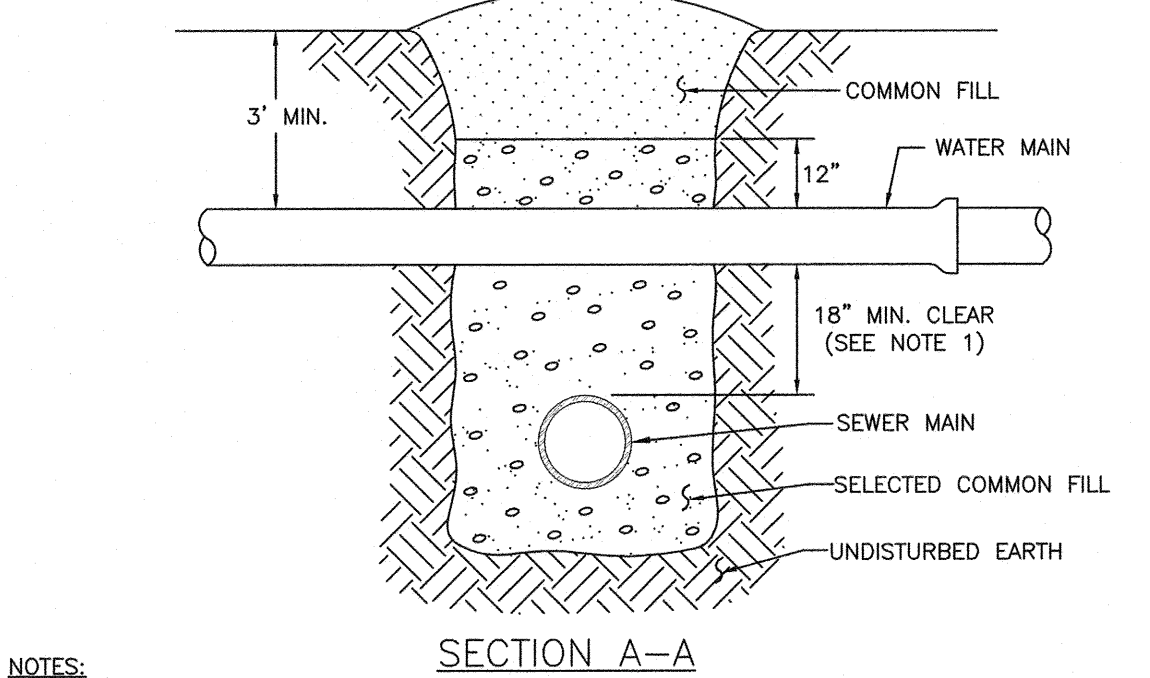 COMMON FILL
3' MIN.
WATER MAIN
12"
18" MIN. CLEAR
(SEE NOTE 1)
SEWER MAIN
SELECTED COMMON FILL
UNDISTURBED EARTH
SECTION A-A
NOTES: